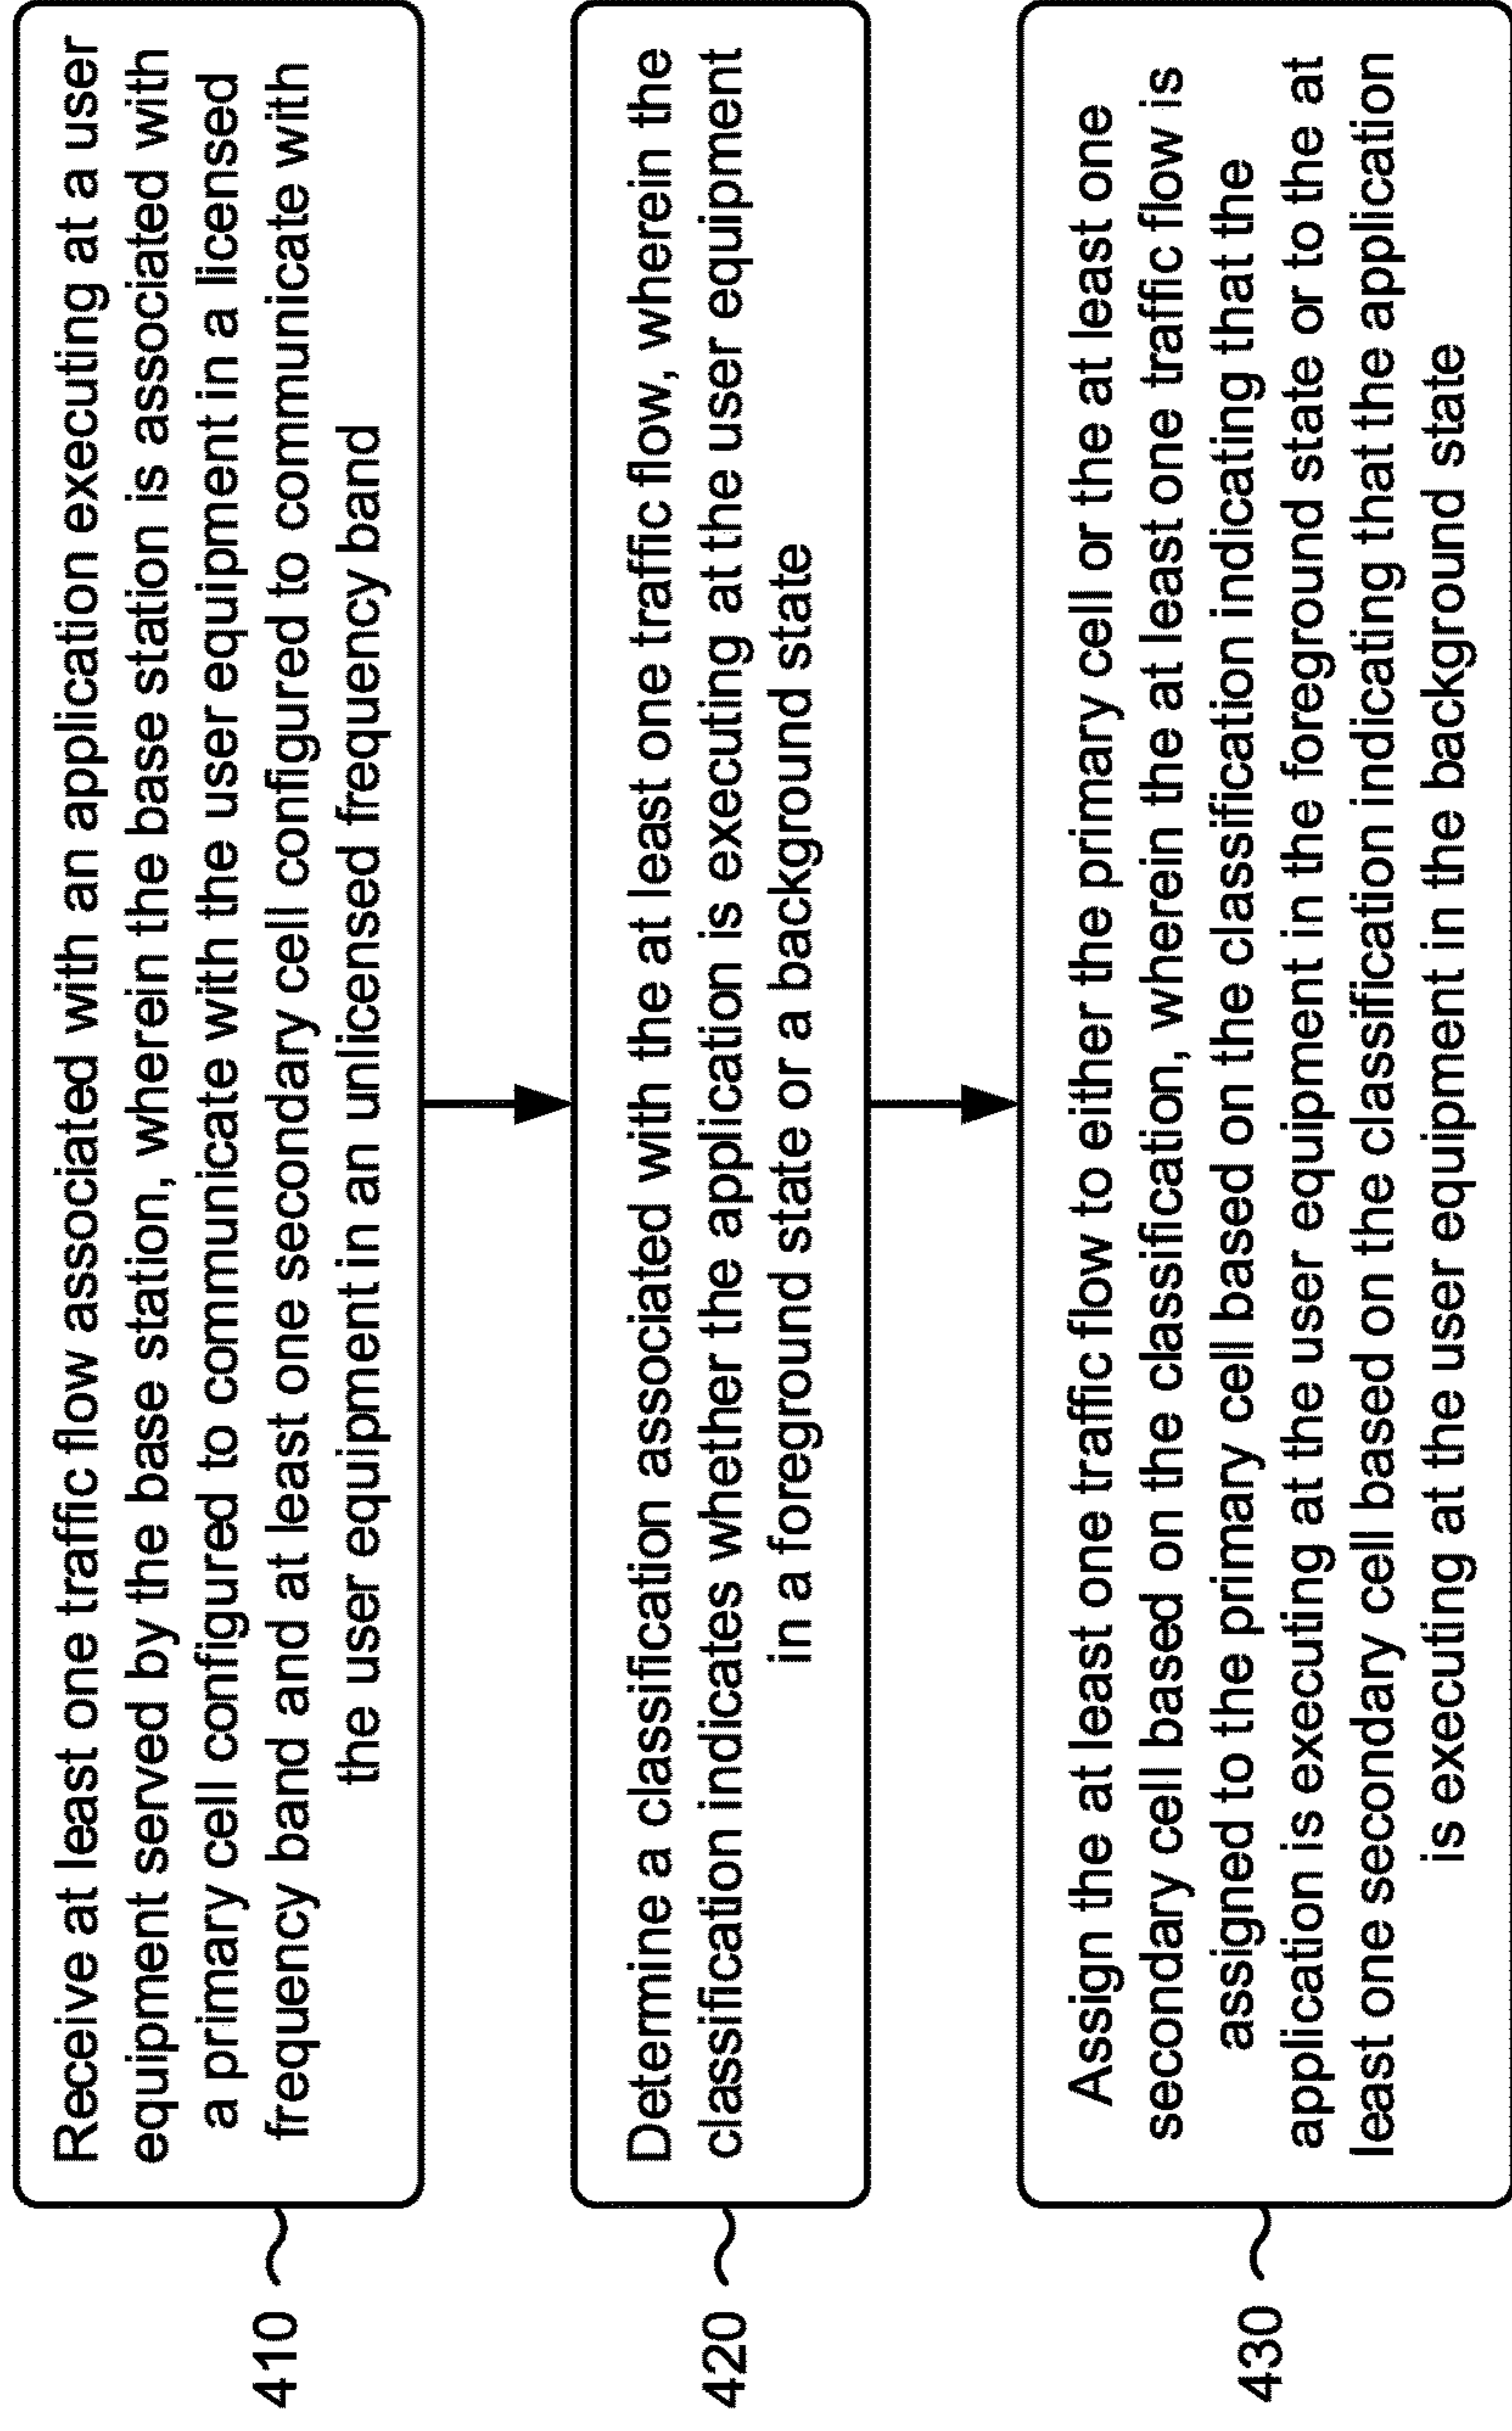 410
Receive at least one traffic flow associated with an application executing at a user
equipment served by the base station, wherein the base station is associated with
a primary cell configured to communicate with the user equipment in a licensed
frequency band and at least one secondary cell configured to communicate with
the user equipment in an unlicensed frequency band
420
Determine a classification associated with the at least one traffic flow, wherein the
classification indicates whether the application is executing at the user equipment
in a foreground state or a background state
430
Assign the at least one traffic flow to either the primary cell or the at least one
secondary cell based on the classification, wherein the at least one traffic flow is
assigned to the primary cell based on the classification indicating that the
application is executing at the user equipment in the foreground state or to the at
least one secondary cell based on the classification indicating that the application
is executing at the user equipment in the background state